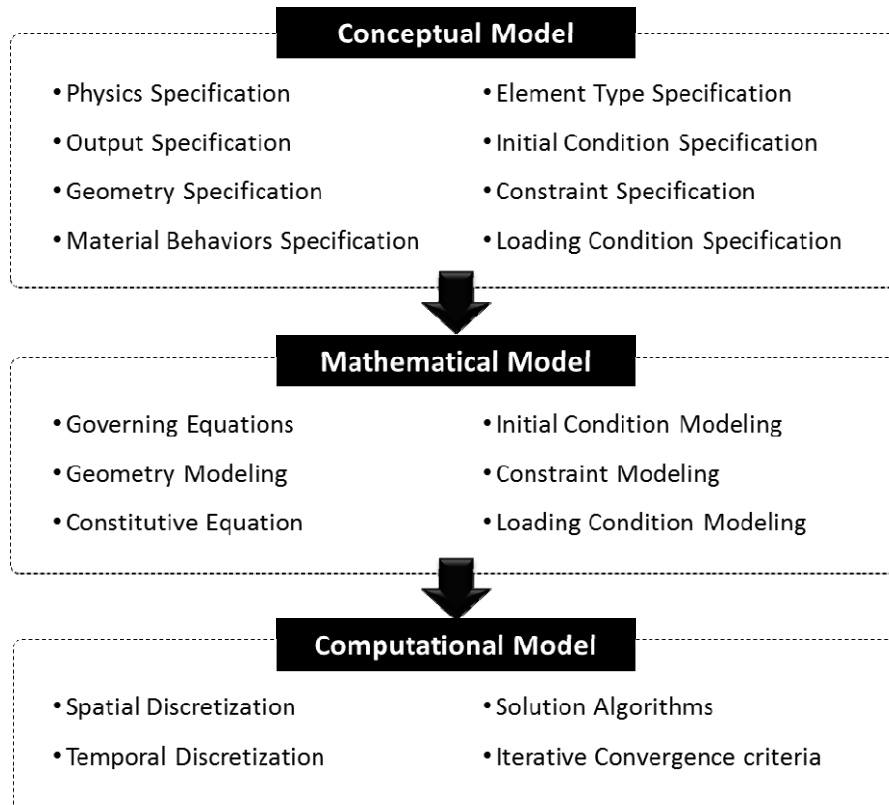 Conceptual Model
• Physics Specification
• Output Specification
• Geometry Specification
• Material Behaviors Specification
• Element Type Specification
• Initial Condition Specification
• Constraint Specification
• Loading Condition Specification
Mathematical Model
• Governing Equations
• Geometry Modeling
• Constitutive Equation
• Initial Condition Modeling
• Constraint Modeling
• Loading Condition Modeling
Computational Model
• Spatial Discretization
• Temporal Discretization
• Solution Algorithms
• Iterative Convergence criteria